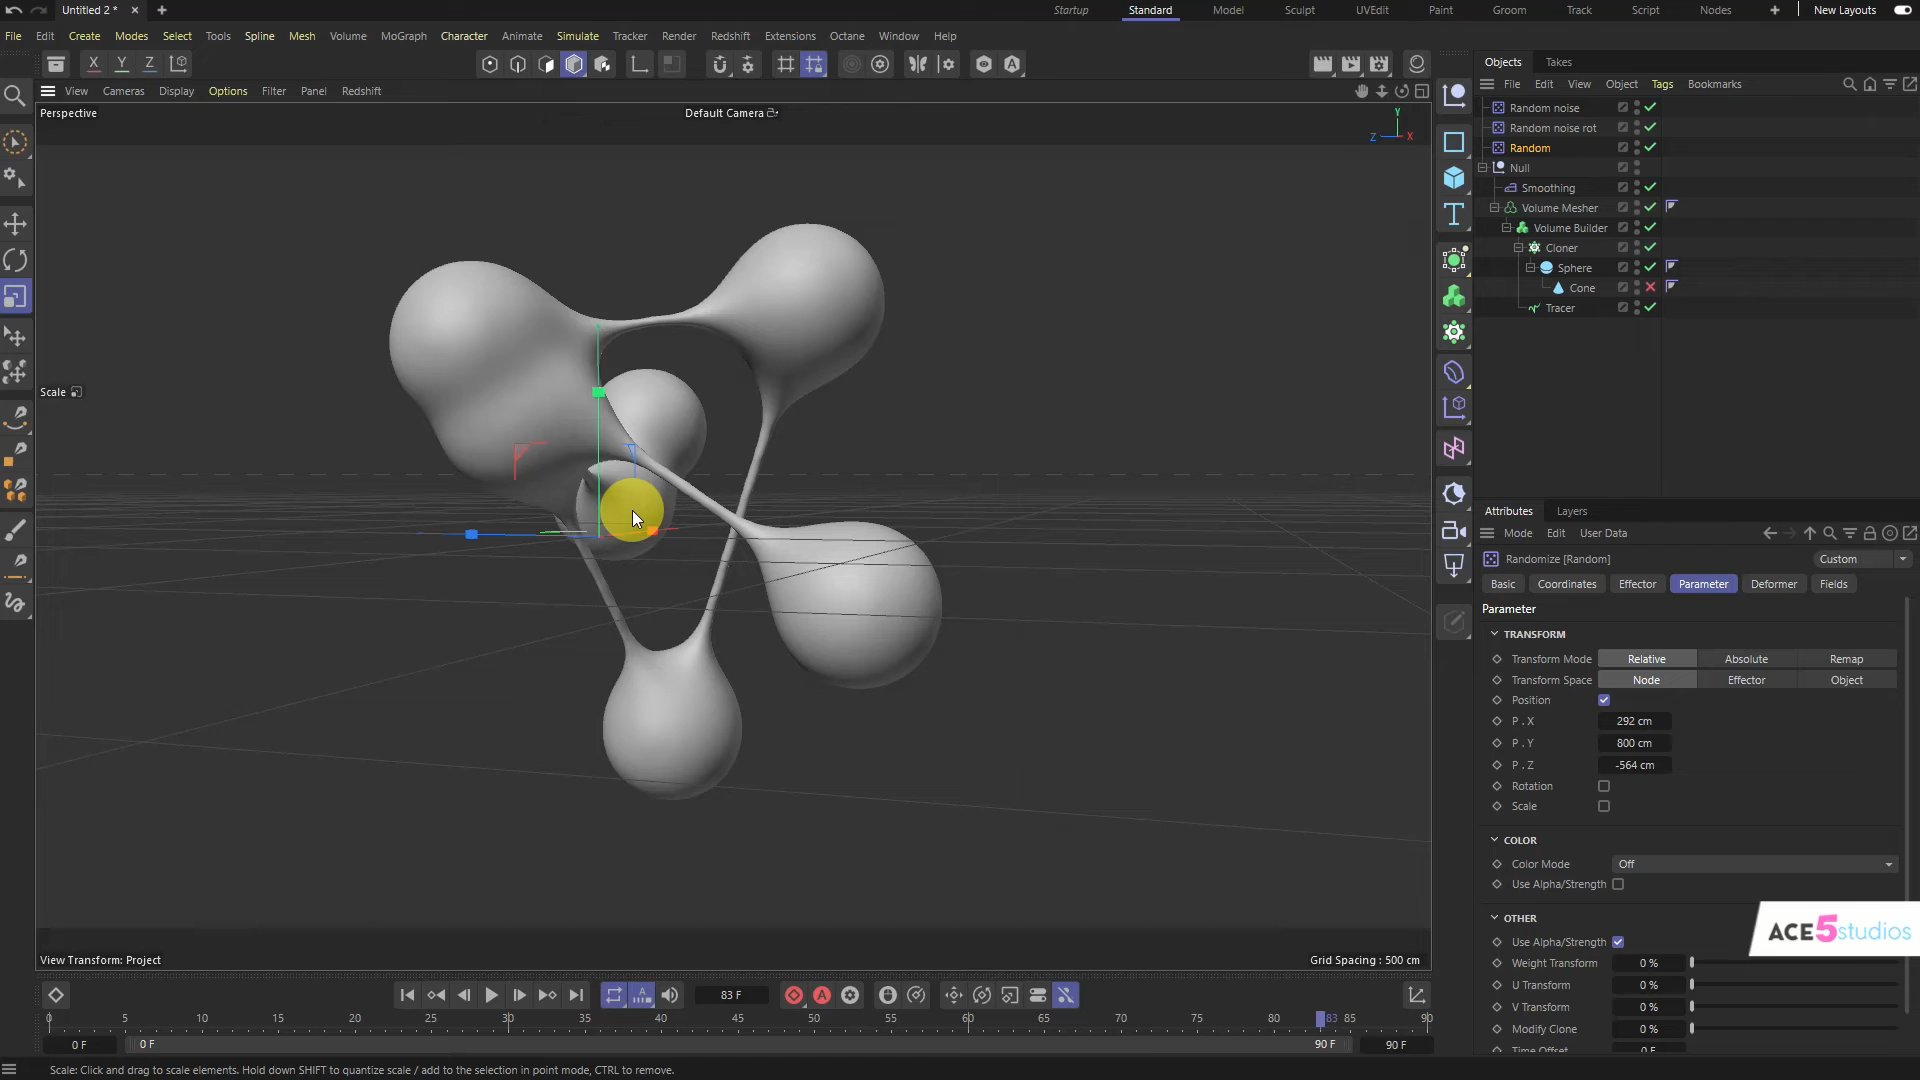 Untitled 2 *
Startup Standard Model Sculpt UVEdit Paint Groom Track Script Nodes New Layouts
File Edit Create Modes Select Tools Spline Mesh Volume MoGraph Character Animate Simulate Tracker Render Redshift Extensions Octane Window Help
X Y Z
View Cameras Display Options Filter Panel Redshift
Perspective
Default Camera
Y
Z X
Scale
View Transform: Project
Grid Spacing : 500 cm
Objects Takes
File Edit View Object Tags Bookmarks
Random noise
Random noise rot
Random
Null
Smoothing
Volume Mesher
Volume Builder
Cloner
Sphere
Cone
Tracer
Attributes Layers
Mode Edit User Data
Randomize [Random]
Custom
Basic Coordinates Effector Parameter Deformer Fields
Parameter
TRANSFORM
Transform Mode Relative Absolute Remap
Transform Space Node Effector Object
Position
P . X 292 cm
P . Y 800 cm
P . Z -564 cm
Rotation
Scale
COLOR
Color Mode Off
Use Alpha/Strength
OTHER
Use Alpha/Strength
Weight Transform 0 %
U Transform 0 %
V Transform 0 %
Modify Clone 0 %
Time Offset 0 F
ACE5studios
83 F
0 5 10 15 20 25 30 35 40 45 50 55 60 65 70 75 80 83 85 90
0 F 0 F 90 F 90 F
Scale: Click and drag to scale elements. Hold down SHIFT to quantize scale / add to the selection in point mode, CTRL to remove.